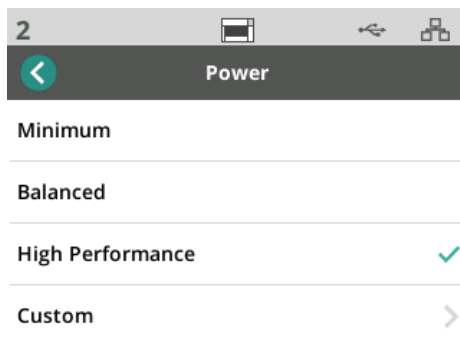 2
Power
Minimum
Balanced
High Performance
Custom